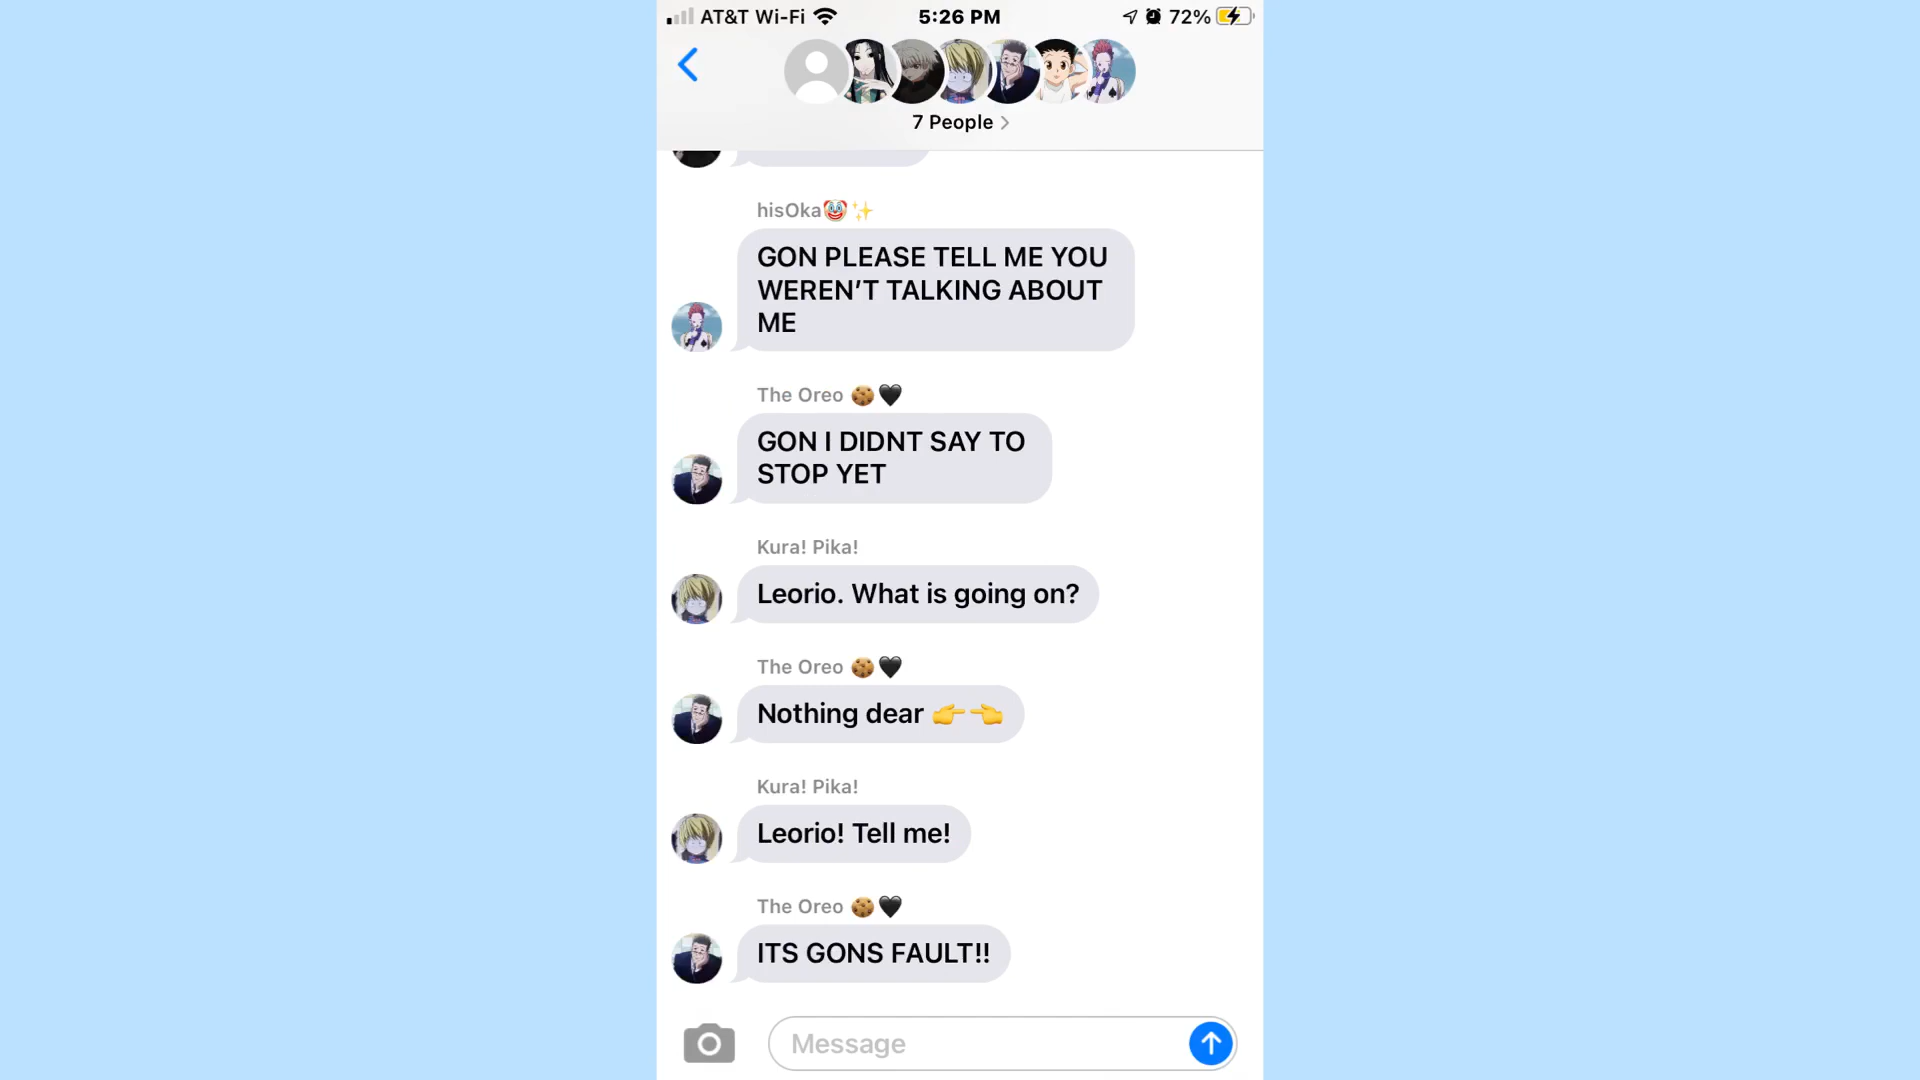 AT&T Wi-Fi 5:26 PM 72%
7 People
hisOka🤡✨
GON PLEASE TELL ME YOU
WEREN’T TALKING ABOUT
ME
The Oreo 🍪🖤
GON I DIDNT SAY TO
STOP YET
Kura! Pika!
Leorio. What is going on?
The Oreo 🍪🖤
Nothing dear 👉👈
Kura! Pika!
Leorio! Tell me!
The Oreo 🍪🖤
ITS GONS FAULT!!
Message